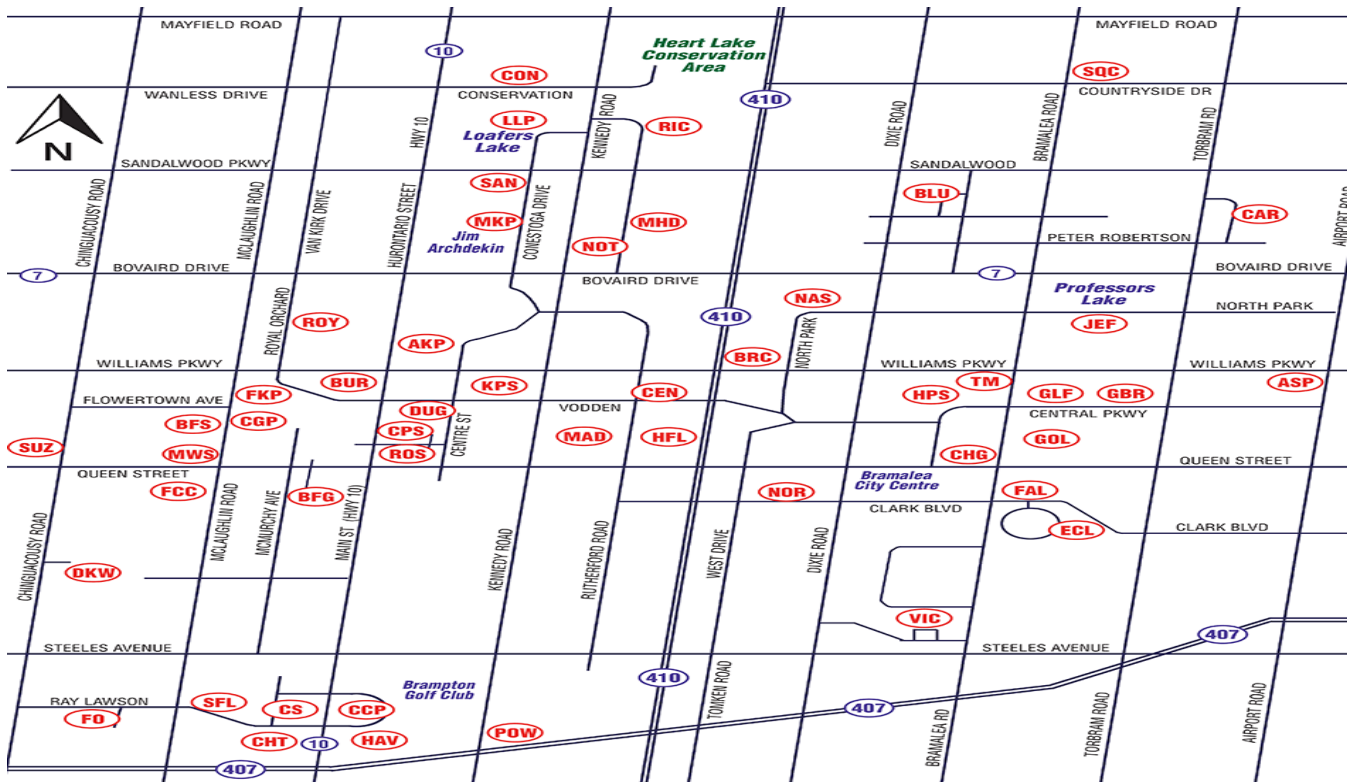 MAYFIELD ROAD
MAYFIELD ROAD
10
Heart Lake
Conservation
Area
CON
SQC
WANLESS DRIVE
CONSERVATION
COUNTRYSIDE DR
410
N
LLP
RIC
Loafers
Lake
HWY 10
KENNEDY ROAD
DIXIE ROAD
BRAMALEA ROAD
TORBRAM RD
SANDALWOOD PKWY
SANDALWOOD
SAN
BLU
CHINGUACOUSY ROAD
MCLAUGHLIN ROAD
VAN KIRK DRIVE
HURONTARIO STREET
CONESTOGA DRIVE
AIRPORT ROAD
MKP
MHD
CAR
Jim
Archdekin
NOT
PETER ROBERTSON
7
BOVAIRD DRIVE
BOVAIRD DRIVE
7
BOVAIRD DRIVE
Professors
Lake
NAS
NORTH PARK
410
ROYAL ORCHARD
ROY
JEF
AKP
BRC
NORTH PARK
WILLIAMS PKWY
WILLIAMS PKWY
WILLIAMS PKWY
BUR
KPS
CEN
TM
ASP
FKP
HPS
GLF
GBR
FLOWERTOWN AVE
DUG
VODDEN
CENTRAL PKWY
BFS
CGP
CPS
CENTRE ST
MAD
HFL
GOL
SUZ
MWS
ROS
CHG
QUEEN STREET
QUEEN STREET
FCC
BFG
NOR
Bramalea
City Centre
FAL
CLARK BLVD
CLARK BLVD
ECL
CHINGUACOUSY ROAD
MCLAUGHLIN ROAD
MCMURCHY AVE
MAIN ST (HWY 10)
KENNEDY ROAD
RUTHERFORD ROAD
WEST DRIVE
DIXIE ROAD
DKW
VIC
407
STEELES AVENUE
STEELES AVENUE
410
Brampton
Golf Club
RAY LAWSON
FO
SFL
CS
CCP
TOMKEN ROAD
407
BRAMALEA RD
TORBRAM ROAD
AIRPORT ROAD
CHT
10
HAV
POW
407